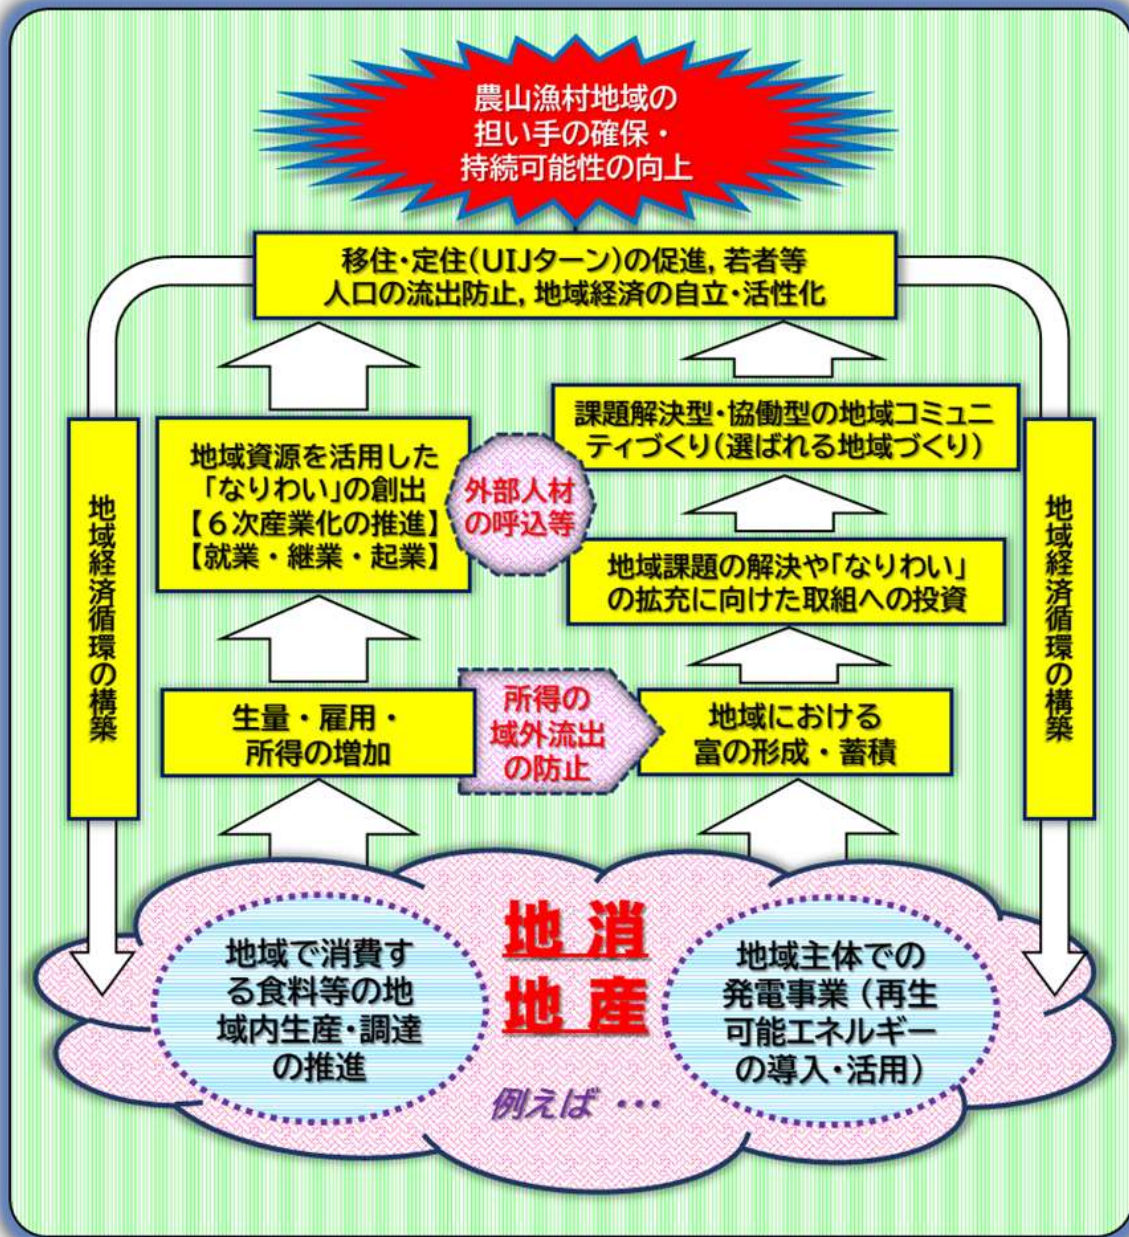 農山漁村地域の
担い手の確保・
持続可能性の向上
移住・定住(UIJターン)の促進, 若者等
人口の流出防止, 地域経済の自立・活性化
地域資源を活用した
「なりわい」の創出
【６次産業化の推進】
【就業・継業・起業】
外部人材
の呼込等
課題解決型・協働型の地域コミュニ
ティづくり(選ばれる地域づくり)
地域課題の解決や「なりわい」
の拡充に向けた取組への投資
地域経済循環の構築
地域経済循環の構築
生量・雇用・
所得の増加
所得の
域外流出
の防止
地域における
富の形成・蓄積
地消
地産
地域で消費す
る食料等の地
域内生産・調達
の推進
地域主体での
発電事業（再生
可能エネルギー
の導入・活用）
例えば …